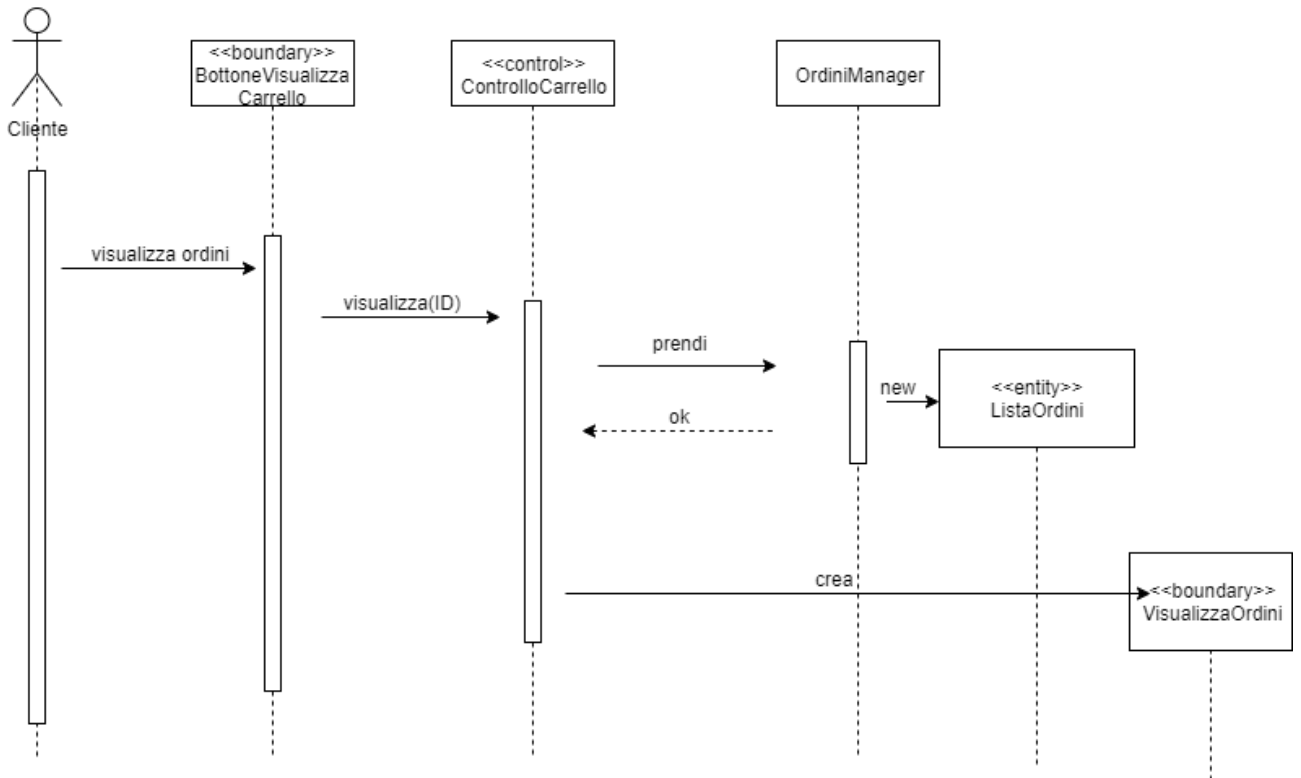 <<boundary>>
BottoneVisualizza
Carrello
<<control>>
ControlloCarrello
OrdiniManager
Cliente
visualizza ordini
visualizza(ID)
prendi
new
<<entity>>
ListaOrdini
ok
crea
<<boundary>>
VisualizzaOrdini